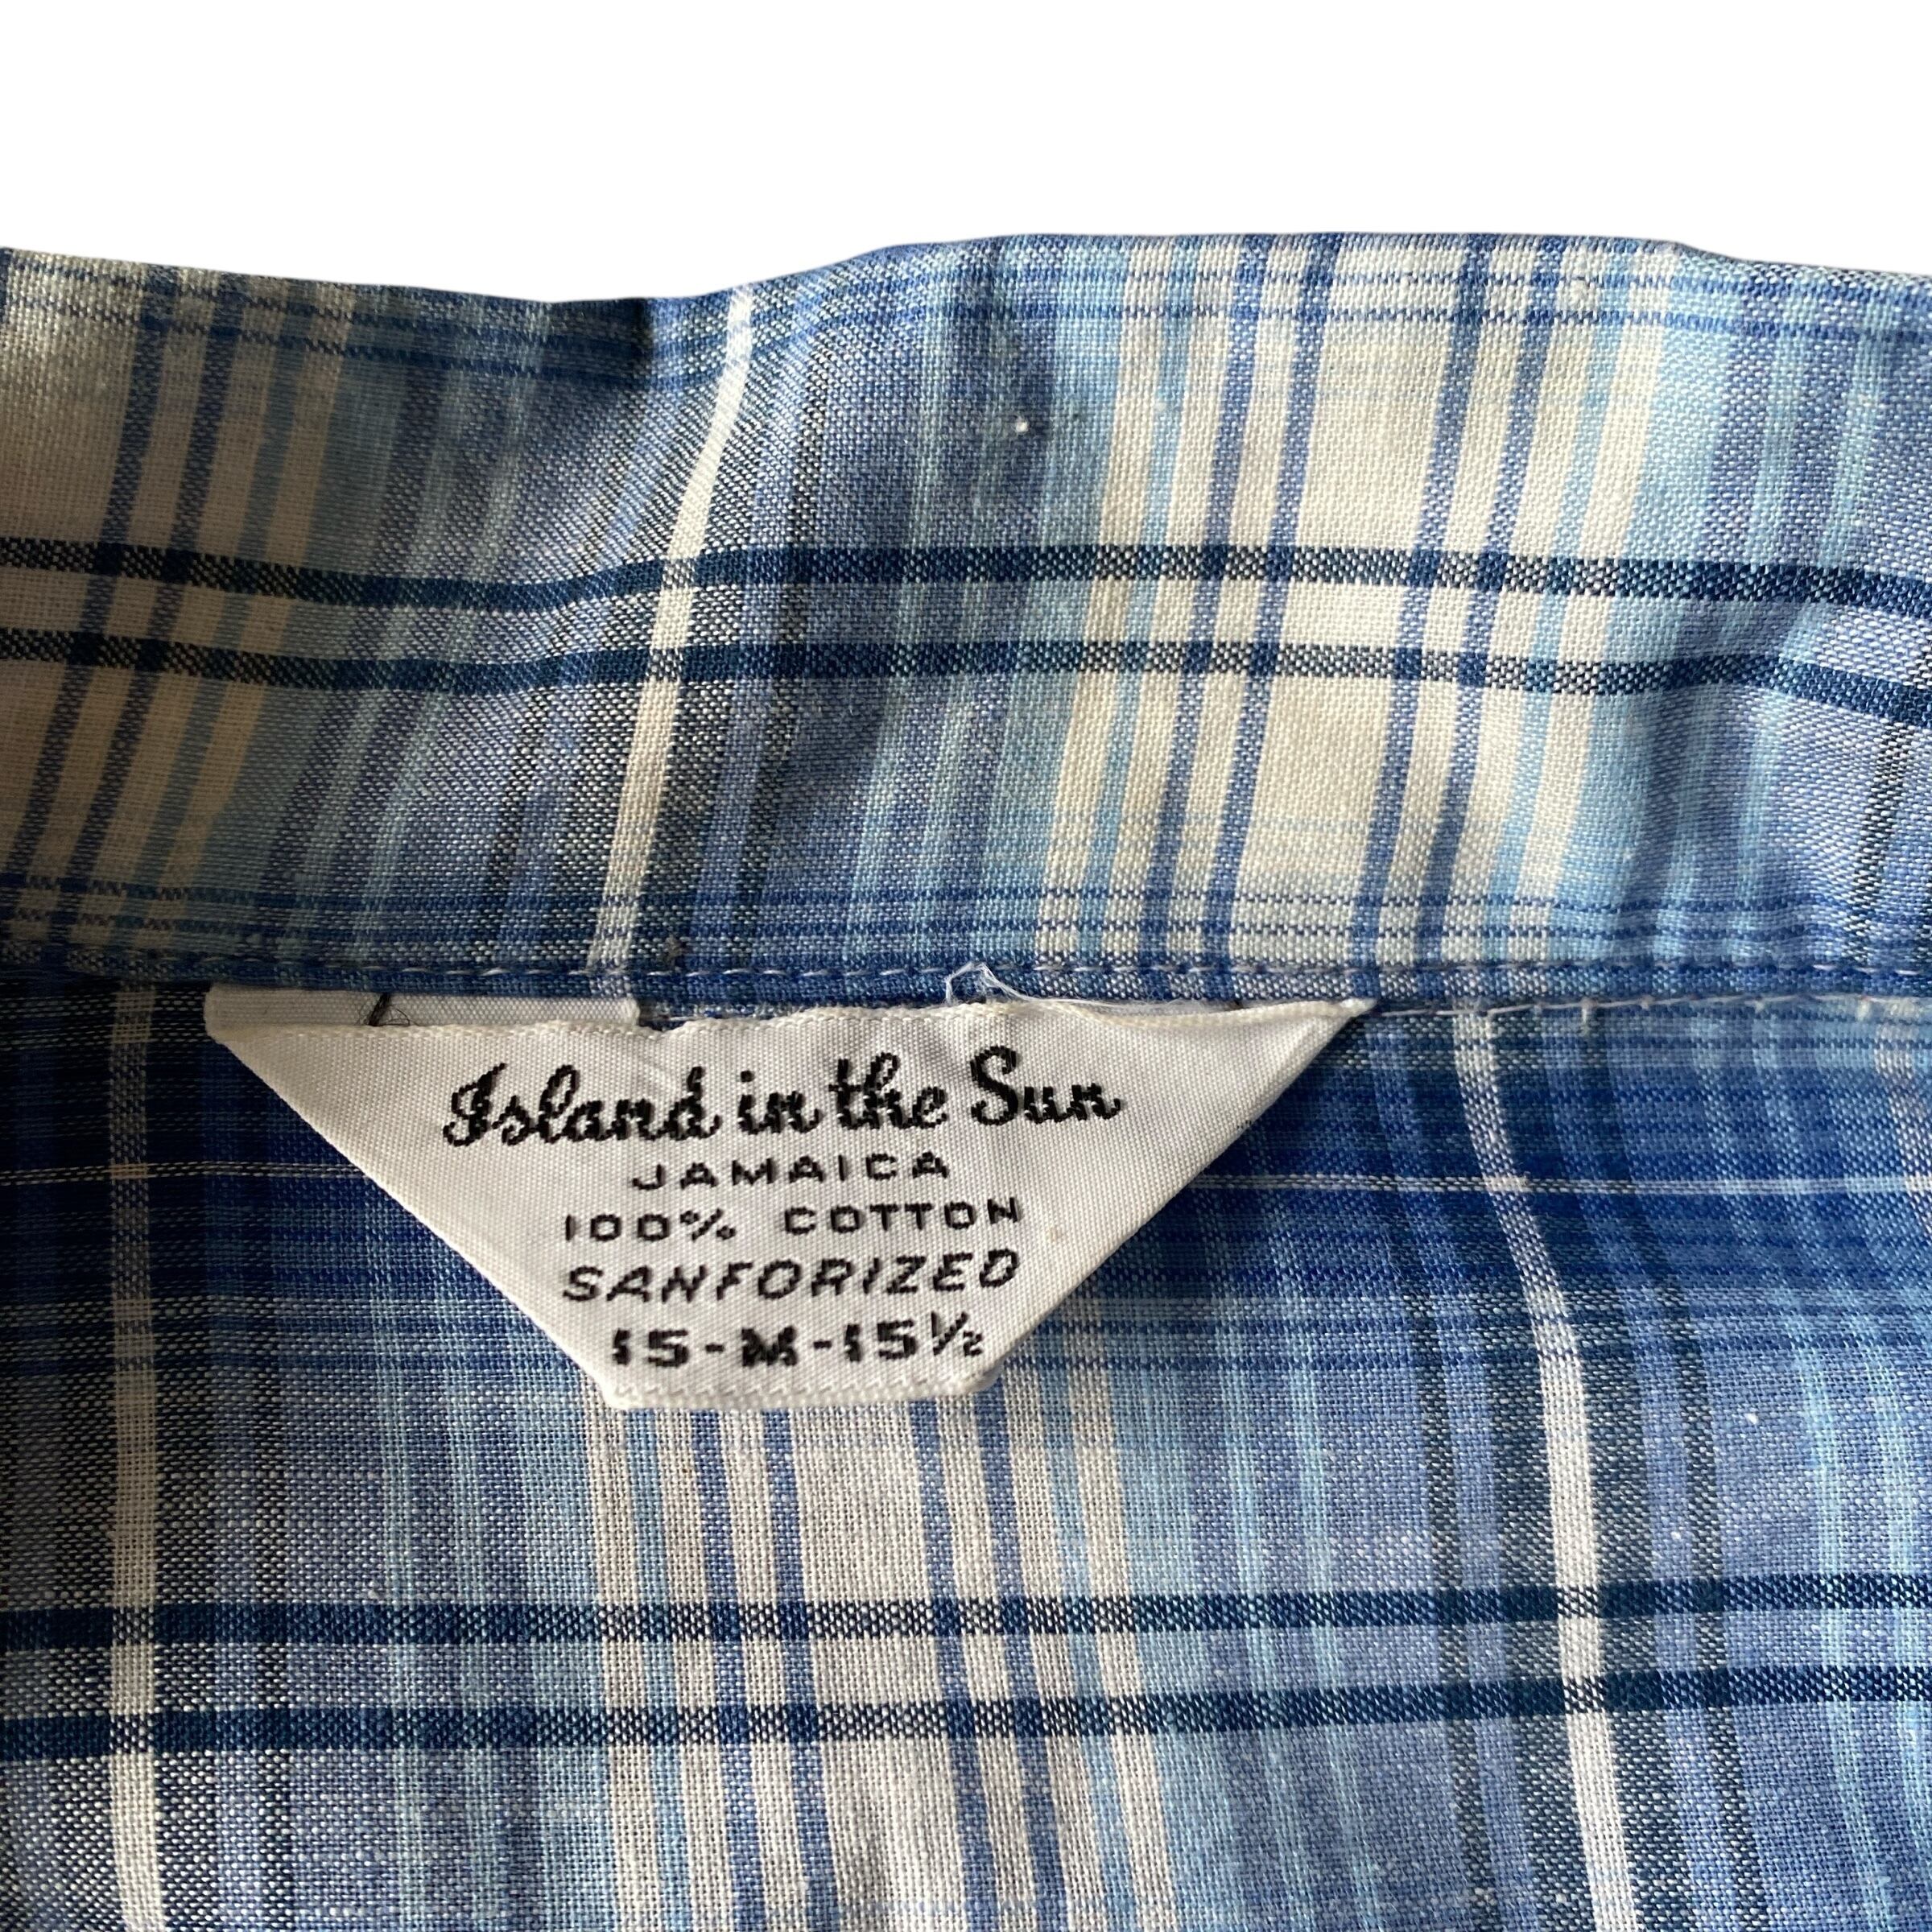 Island in the Sun
JAMAICA
100% COTTON
SANFORIZED
15-M-15½